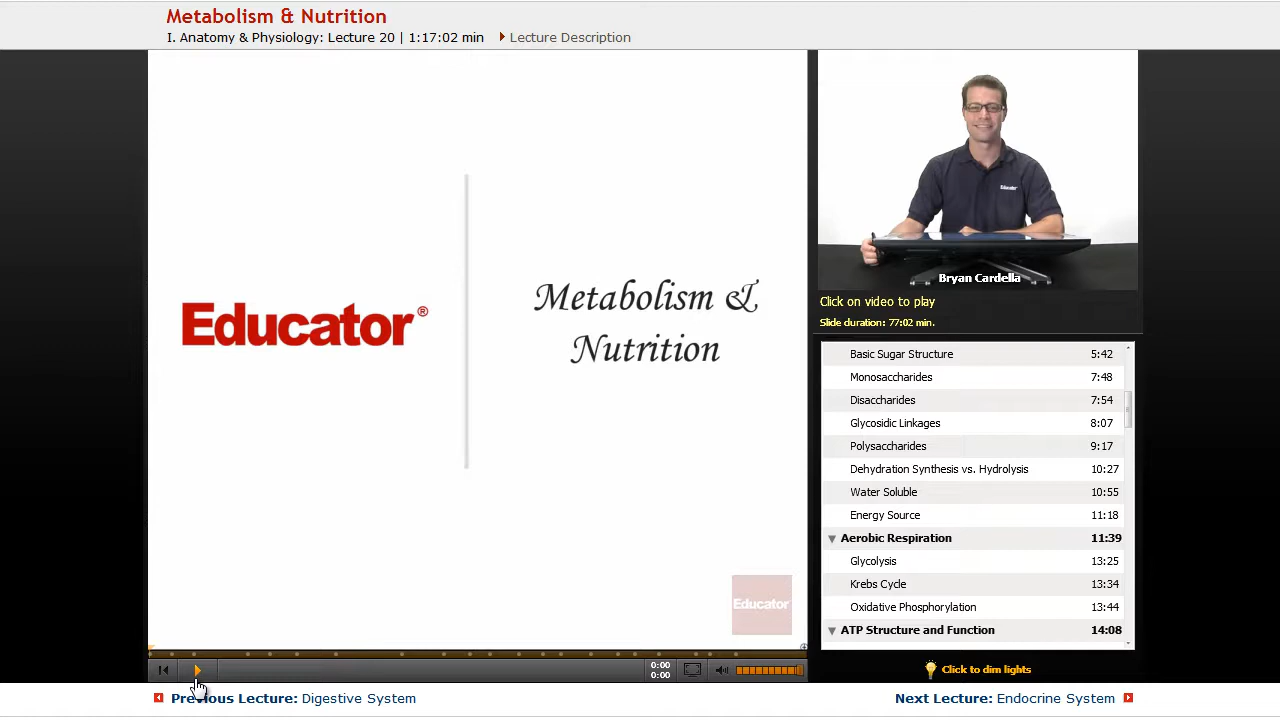 Metabolism & Nutrition
I. Anatomy & Physiology: Lecture 20 | 1:17:02 min
Lecture Description
Educator®
Metabolism &
Nutrition
Educator
Educator
Bryan Cardella
Click on video to play
Slide duration: 77:02 min.
Basic Sugar Structure 5:42
Monosaccharides 7:48
Disaccharides 7:54
Glycosidic Linkages 8:07
Polysaccharides 9:17
Dehydration Synthesis vs. Hydrolysis 10:27
Water Soluble 10:55
Energy Source 11:18
Aerobic Respiration 11:39
Glycolysis 13:25
Krebs Cycle 13:34
Oxidative Phosphorylation 13:44
ATP Structure and Function 14:08
0:00
0:00
Click to dim lights
Previous Lecture: Digestive System
Next Lecture: Endocrine System